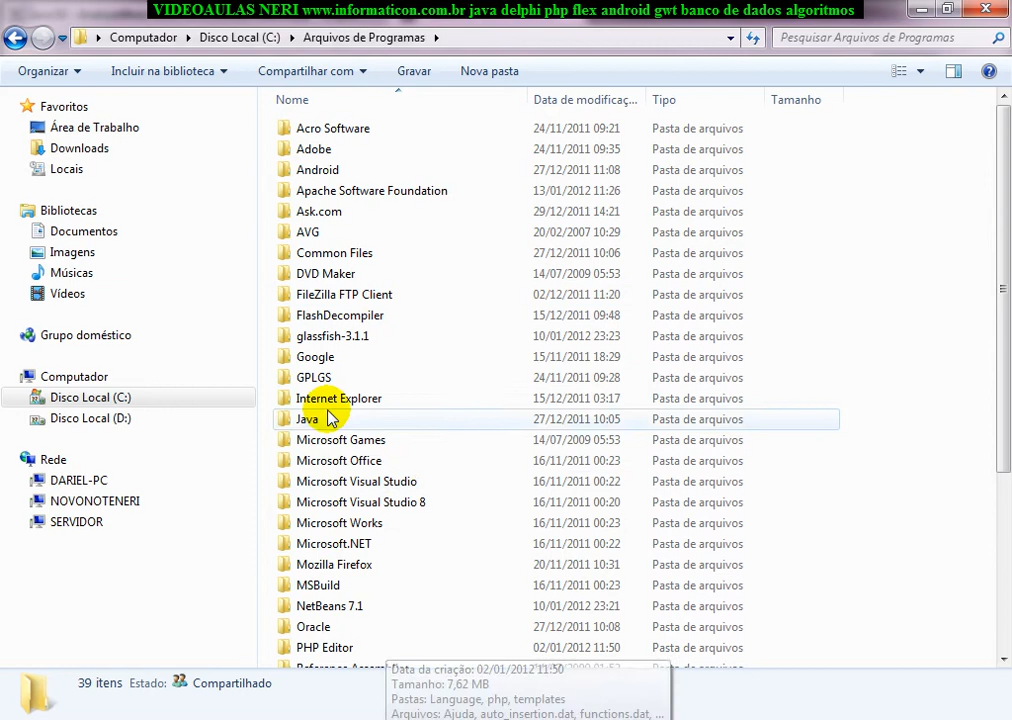 VIDEOAULAS NERI www.informaticon.com.br java delphi php flex android gwt banco de dados algoritmos
Computador Disco Local (C:) Arquivos de Programas Pesquisar Arquivos de Programas
Organizar Incluir na biblioteca Compartilhar com Gravar Nova pasta
Favoritos
Área de Trabalho
Downloads
Locais
Bibliotecas
Documentos
Imagens
Músicas
Vídeos
Grupo doméstico
Computador
Disco Local (C:)
Disco Local (D:)
Rede
DARIEL-PC
NOVONOTENERI
SERVIDOR
Nome Data de modificaç... Tipo Tamanho
Acro Software 24/11/2011 09:21 Pasta de arquivos
Adobe 24/11/2011 09:35 Pasta de arquivos
Android 27/12/2011 11:08 Pasta de arquivos
Apache Software Foundation 13/01/2012 11:26 Pasta de arquivos
Ask.com 29/12/2011 14:21 Pasta de arquivos
AVG 20/02/2007 10:29 Pasta de arquivos
Common Files 27/12/2011 10:06 Pasta de arquivos
DVD Maker 14/07/2009 05:53 Pasta de arquivos
FileZilla FTP Client 02/12/2011 11:20 Pasta de arquivos
FlashDecompiler 15/12/2011 09:48 Pasta de arquivos
glassfish-3.1.1 10/01/2012 23:23 Pasta de arquivos
Google 15/11/2011 18:29 Pasta de arquivos
GPLGS 24/11/2011 09:28 Pasta de arquivos
Internet Explorer 15/12/2011 03:17 Pasta de arquivos
Java 27/12/2011 10:05 Pasta de arquivos
Microsoft Games 14/07/2009 05:53 Pasta de arquivos
Microsoft Office 16/11/2011 00:23 Pasta de arquivos
Microsoft Visual Studio 16/11/2011 00:22 Pasta de arquivos
Microsoft Visual Studio 8 16/11/2011 00:20 Pasta de arquivos
Microsoft Works 16/11/2011 00:23 Pasta de arquivos
Microsoft.NET 16/11/2011 00:22 Pasta de arquivos
Mozilla Firefox 20/11/2011 10:31 Pasta de arquivos
MSBuild 16/11/2011 00:23 Pasta de arquivos
NetBeans 7.1 10/01/2012 23:21 Pasta de arquivos
Oracle 27/12/2011 10:08 Pasta de arquivos
PHP Editor 02/01/2012 11:50 Pasta de arquivos
Data da criação: 02/01/2012 11:50
Tamanho: 7,62 MB
Pastas: Language, php, templates
Arquivos: Ajuda, auto_insertion.dat, functions.dat, ...
39 itens Estado: Compartilhado